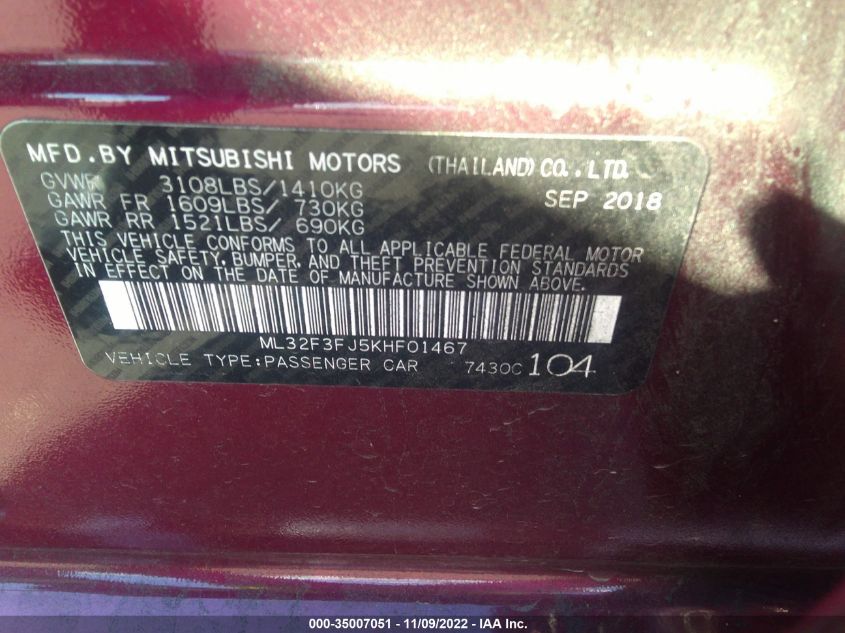 MFD.BY MITSUBISHI MOTORS (THAILAND) CO., LTD.
GVWR 3108LBS/1410KG SEP 2018
GAWR FR 1609LBS/ 730KG
GAWR RR 1521LBS/ 690KG
THIS VEHICLE CONFORMS TO ALL APPLICABLE FEDERAL MOTOR
VEHICLE SAFETY, BUMPER, AND THEFT PREVENTION STANDARDS
IN EFFECT ON THE DATE OF MANUFACTURE SHOWN ABOVE.
ML32F3FJ5KHF01467
VEHICLE TYPE:PASSENGER CAR 7430C 104
000-35007051 - 11/09/2022 - IAA Inc.